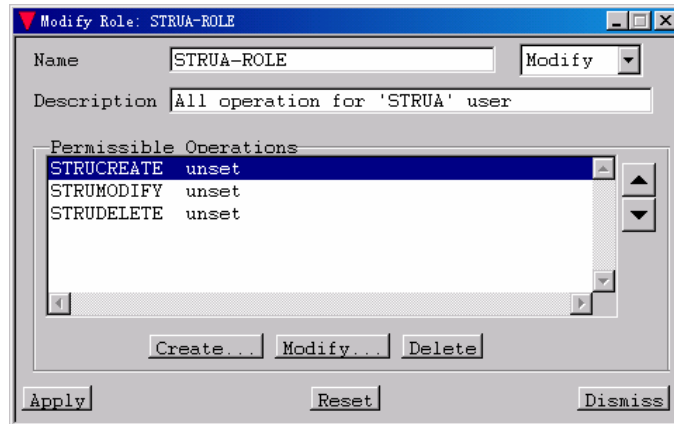 Modify Role: STRUA-ROLE
Name STRUA-ROLE Modify
Description All operation for 'STRUA' user
Permissible Operations
STRUCREATE unset
STRUMODIFY unset
STRUDELETE unset
Create... Modify... Delete
Apply Reset Dismiss